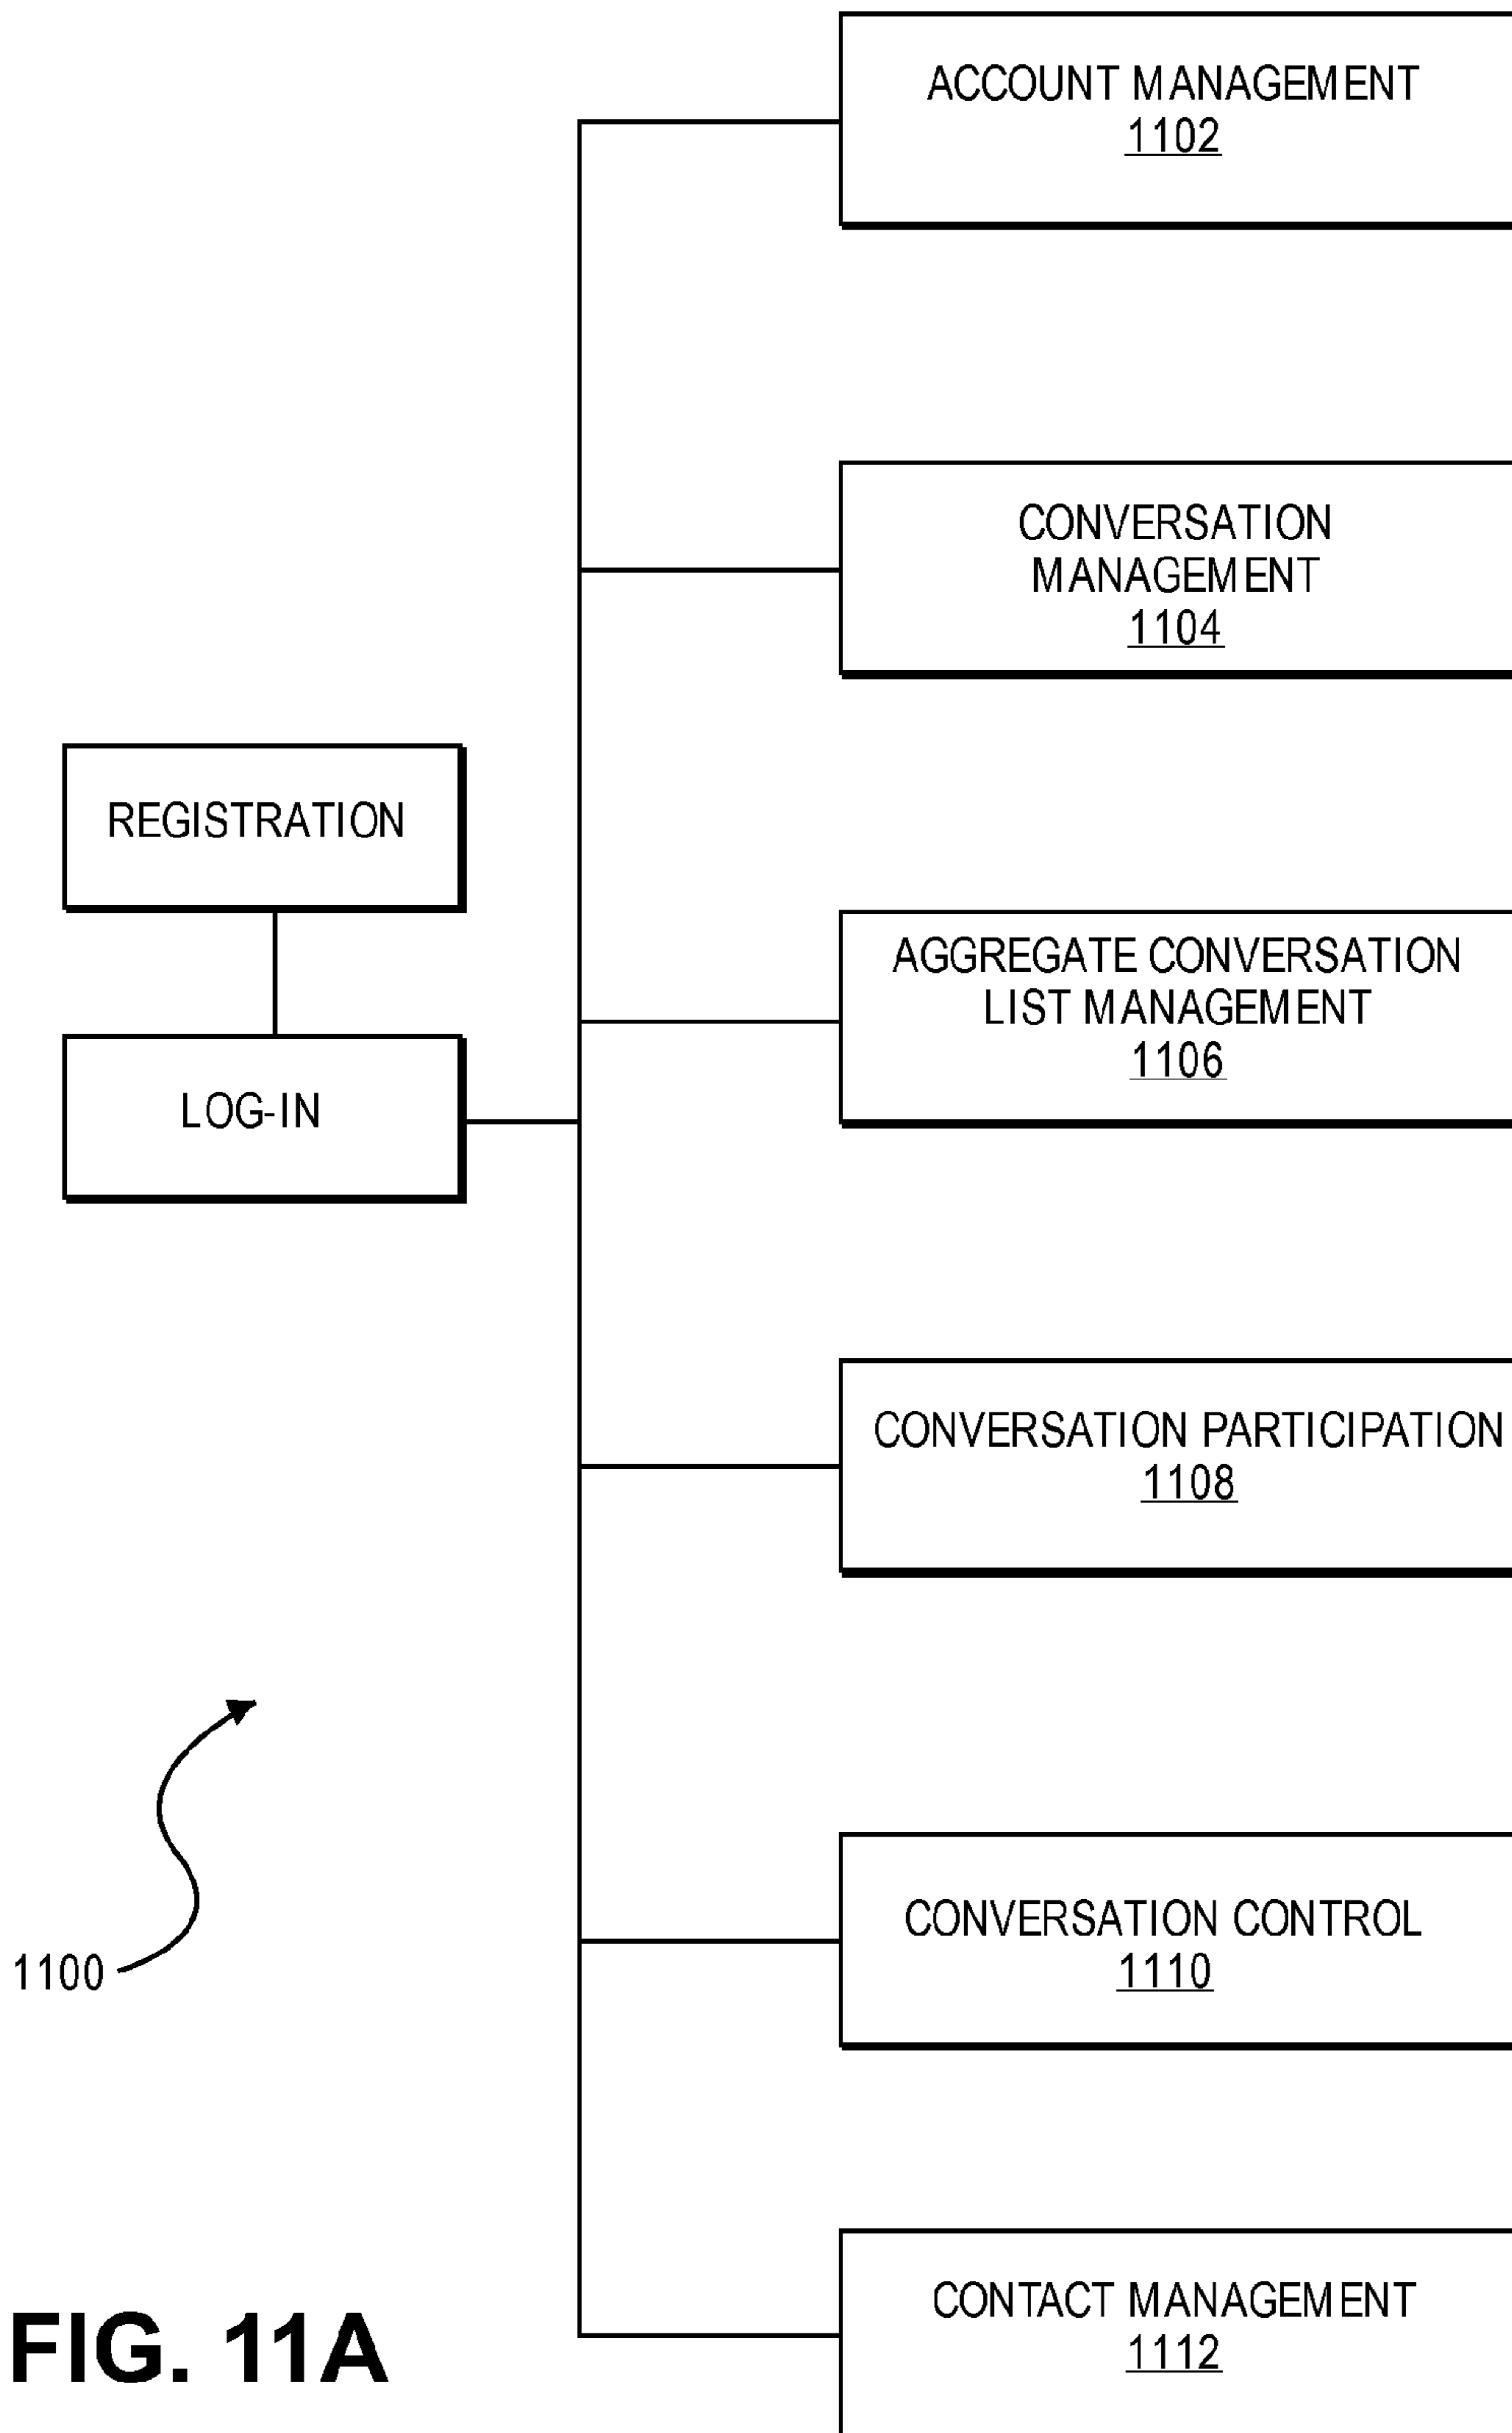 ACCOUNT MANAGEMENT
1102
CONVERSATION
MANAGEMENT
1104
REGISTRATION
AGGREGATE CONVERSATION
LIST MANAGEMENT
1106
LOG-IN
CONVERSATION PARTICIPATION
1108
CONVERSATION CONTROL
1110
1100
CONTACT MANAGEMENT
1112
FIG. 11A